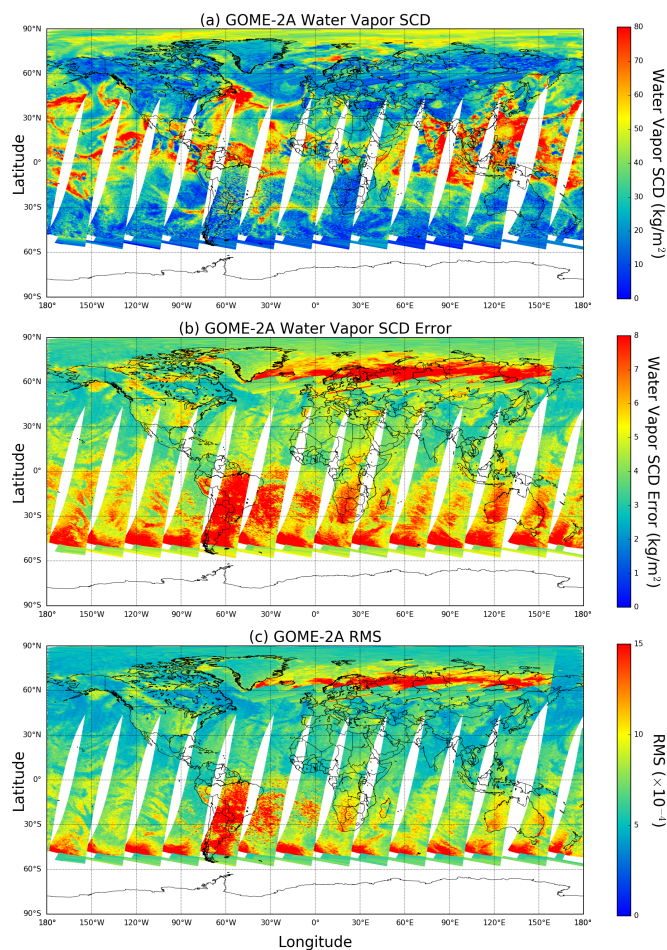 (a) GOME-2A Water Vapor SCD
90°N
60°N
30°N
0°
30°S
60°S
90°S
Latitude
180° 150°W 120°W 90°W 60°W 30°W 0° 30°E 60°E 90°E 120°E 150°E 180°
80
70
60
50
40
30
20
10
0
Water Vapor SCD (kg/m²)
(b) GOME-2A Water Vapor SCD Error
90°N
60°N
30°N
0°
30°S
60°S
90°S
Latitude
180° 150°W 120°W 90°W 60°W 30°W 0° 30°E 60°E 90°E 120°E 150°E 180°
8
7
6
5
4
3
2
1
0
Water Vapor SCD Error (kg/m²)
(c) GOME-2A RMS
90°N
60°N
30°N
0°
30°S
60°S
90°S
Latitude
180° 150°W 120°W 90°W 60°W 30°W 0° 30°E 60°E 90°E 120°E 150°E 180°
15
10
5
0
RMS (×10⁻⁴)
Longitude